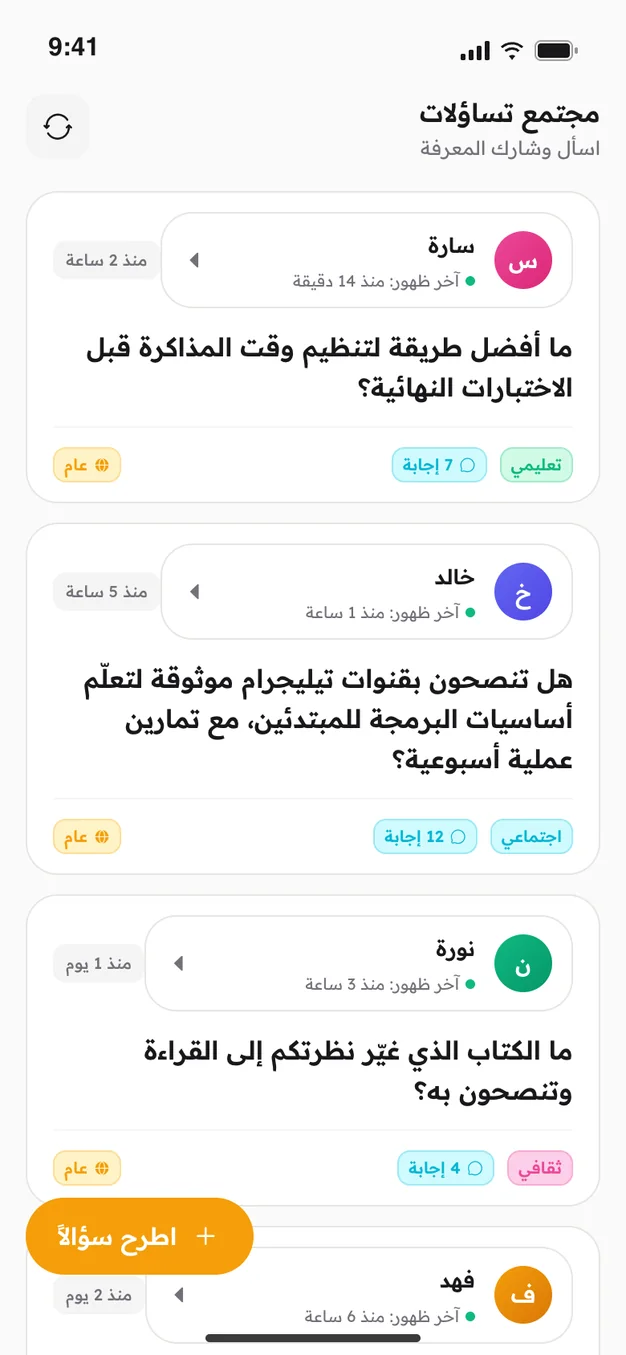 9:41
مجتمع تساؤلات
اسأل وشارك المعرفة
س
سارة
آخر ظهور: منذ 14 دقيقة
منذ 2 ساعة
ما أفضل طريقة لتنظيم وقت المذاكرة قبل
الاختبارات النهائية؟
تعليمي
7 إجابة
عام
خ
خالد
آخر ظهور: منذ 1 ساعة
منذ 5 ساعة
هل تنصحون بقنوات تيليجرام موثوقة لتعلّم
أساسيات البرمجة للمبتدئين، مع تمارين
عملية أسبوعية؟
اجتماعي
12 إجابة
عام
ن
نورة
آخر ظهور: منذ 3 ساعة
منذ 1 يوم
ما الكتاب الذي غيّر نظرتكم إلى القراءة
وتنصحون به؟
ثقافي
4 إجابة
عام
+ اطرح سؤالاً
ف
فهد
آخر ظهور: منذ 6 ساعة
منذ 2 يوم